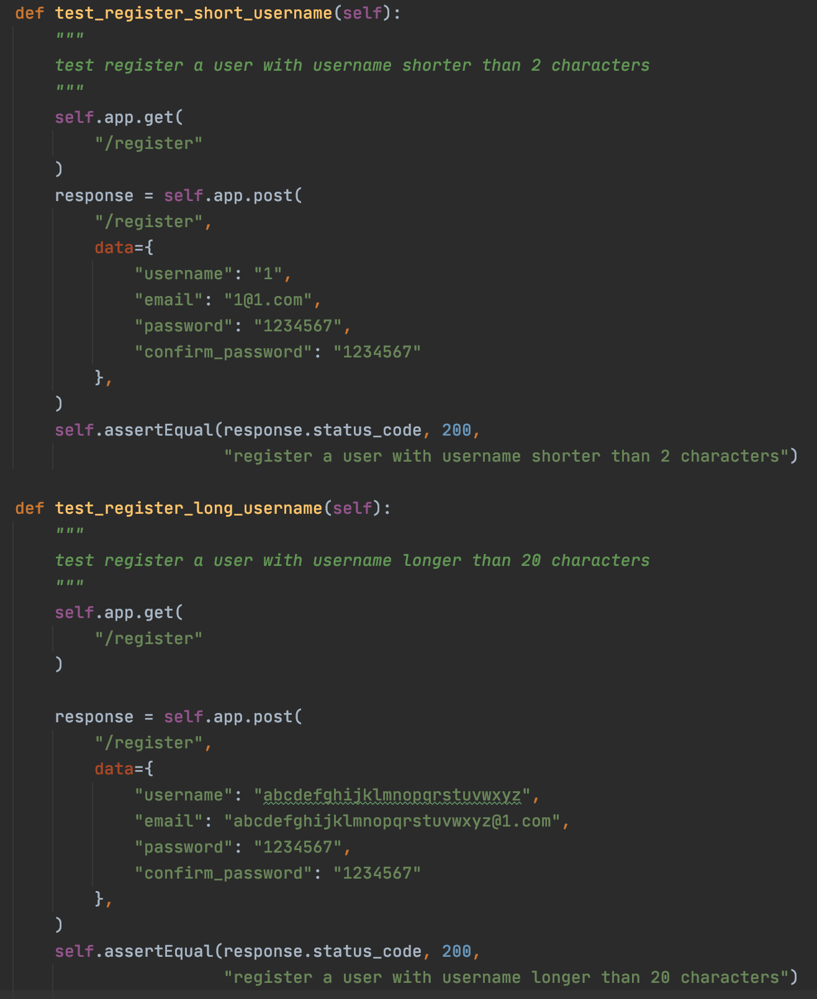 def test_register_short_username(self):
    """
    test register a user with username shorter than 2 characters
    """
    self.app.get(
        "/register"
    )
    response = self.app.post(
        "/register",
        data={
            "username": "1",
            "email": "1@1.com",
            "password": "1234567",
            "confirm_password": "1234567"
        },
    )
    self.assertEqual(response.status_code, 200,
                     "register a user with username shorter than 2 characters")

def test_register_long_username(self):
    """
    test register a user with username longer than 20 characters
    """
    self.app.get(
        "/register"
    )

    response = self.app.post(
        "/register",
        data={
            "username": "abcdefghijklmnopqrstuvwxyz",
            "email": "abcdefghijklmnopqrstuvwxyz@1.com",
            "password": "1234567",
            "confirm_password": "1234567"
        },
    )
    self.assertEqual(response.status_code, 200,
                     "register a user with username longer than 20 characters")